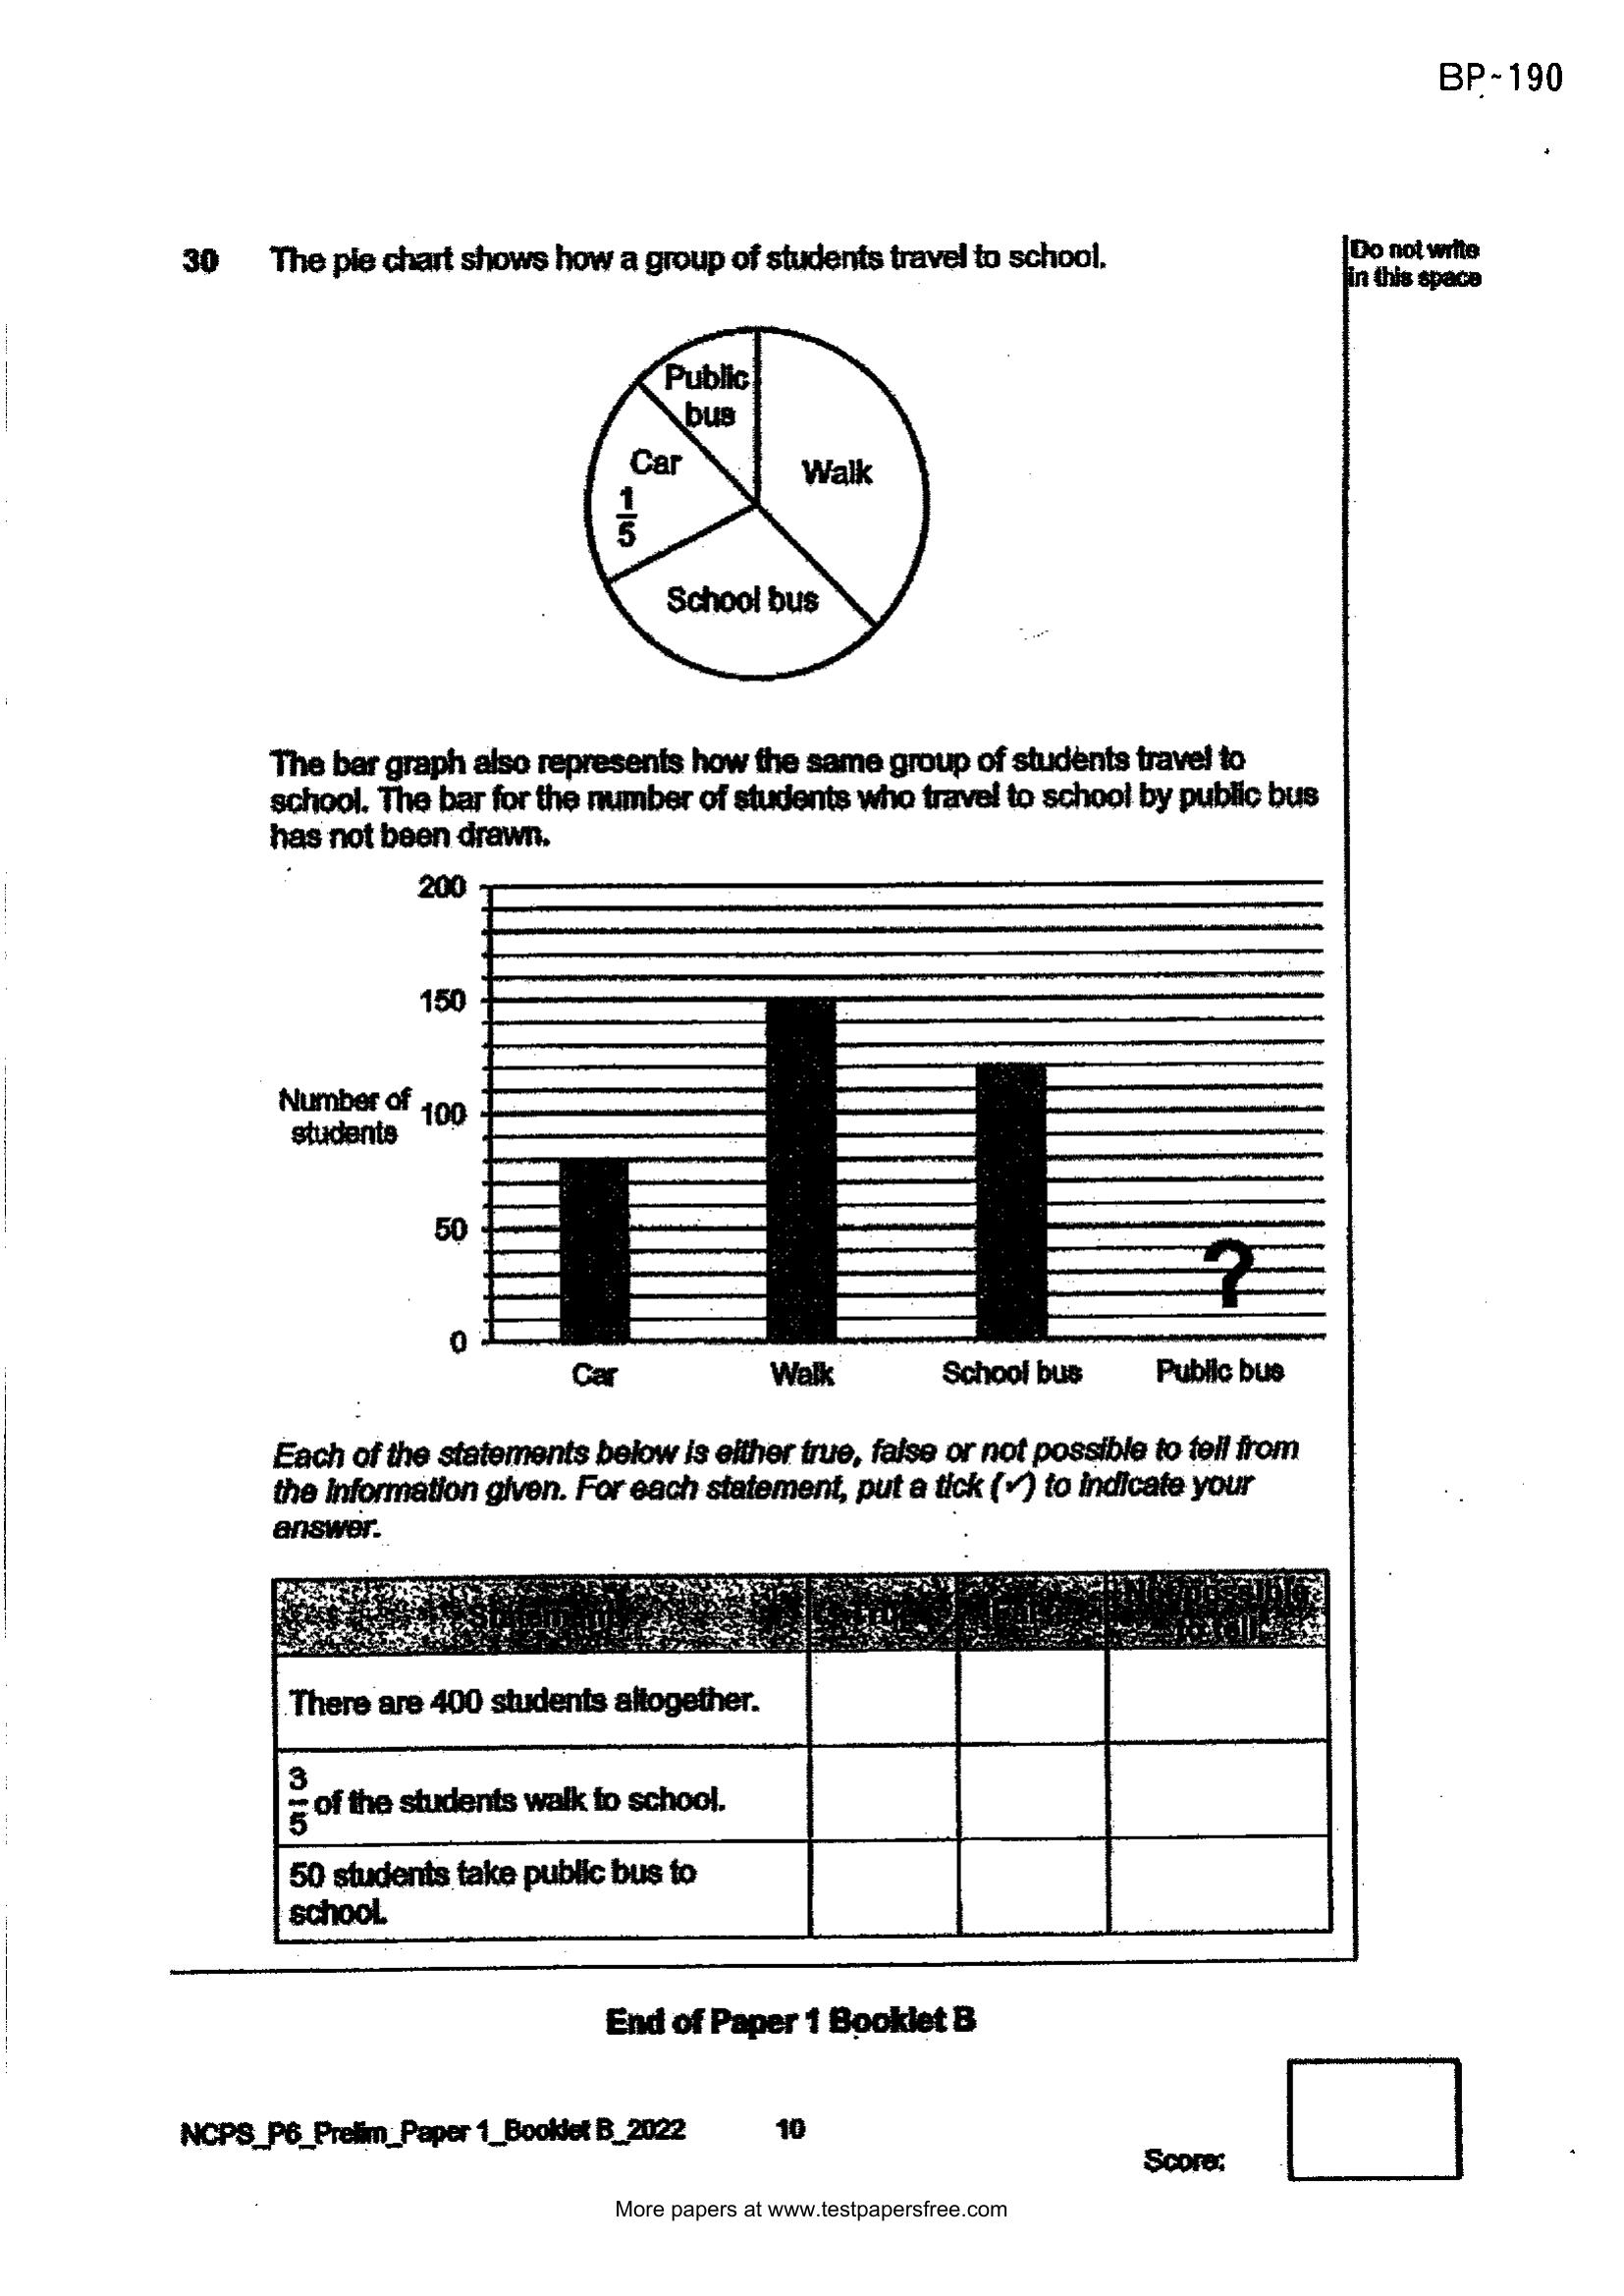 BP-190
30 The pie chart shows how a group of students travel to school.
Do not write
in this space
Public
bus
Walk
Car
1
5
School bus
The bar graph also represents how the same group of students travel to
school. The bar for the number of students who travel to school by public bus
has not been drawn.
200
150
Number of
students
100
50
0
?
Car Walk School bus Public bus
Each of the statements below is either true, false or not possible to tell from
the information given. For each statement, put a tick (✓) to indicate your
answer.
Statement True False Not possible
to tell
There are 400 students altogether.
3/5 of the students walk to school.
50 students take public bus to
school.
End of Paper 1 Booklet B
NCPS_P6_Prelim_Paper 1_Booklet B_2022 10
Score:
More papers at www.testpapersfree.com